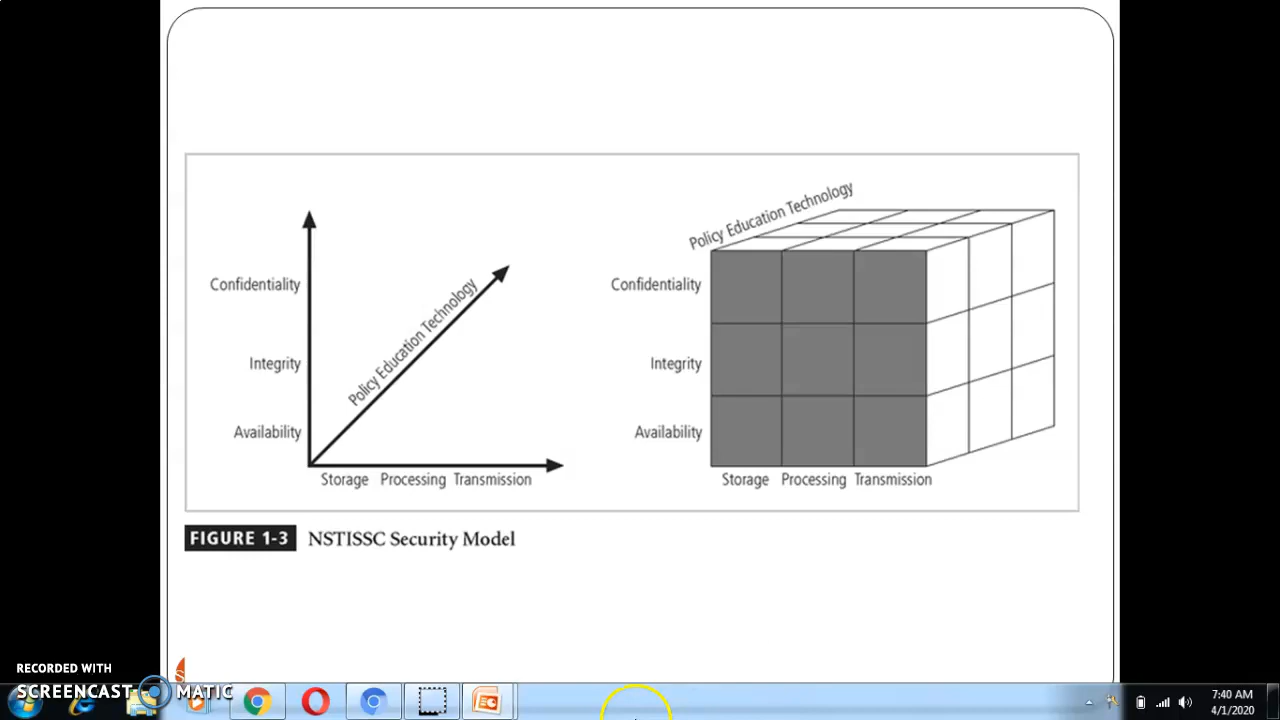 Policy Education Technology
Confidentiality
Integrity
Availability
Storage Processing Transmission
Policy Education Technology
Confidentiality
Integrity
Availability
Storage Processing Transmission
FIGURE 1-3 NSTISSC Security Model
RECORDED WITH
SCREENCAST MATIC
S
7:40 AM
4/1/2020